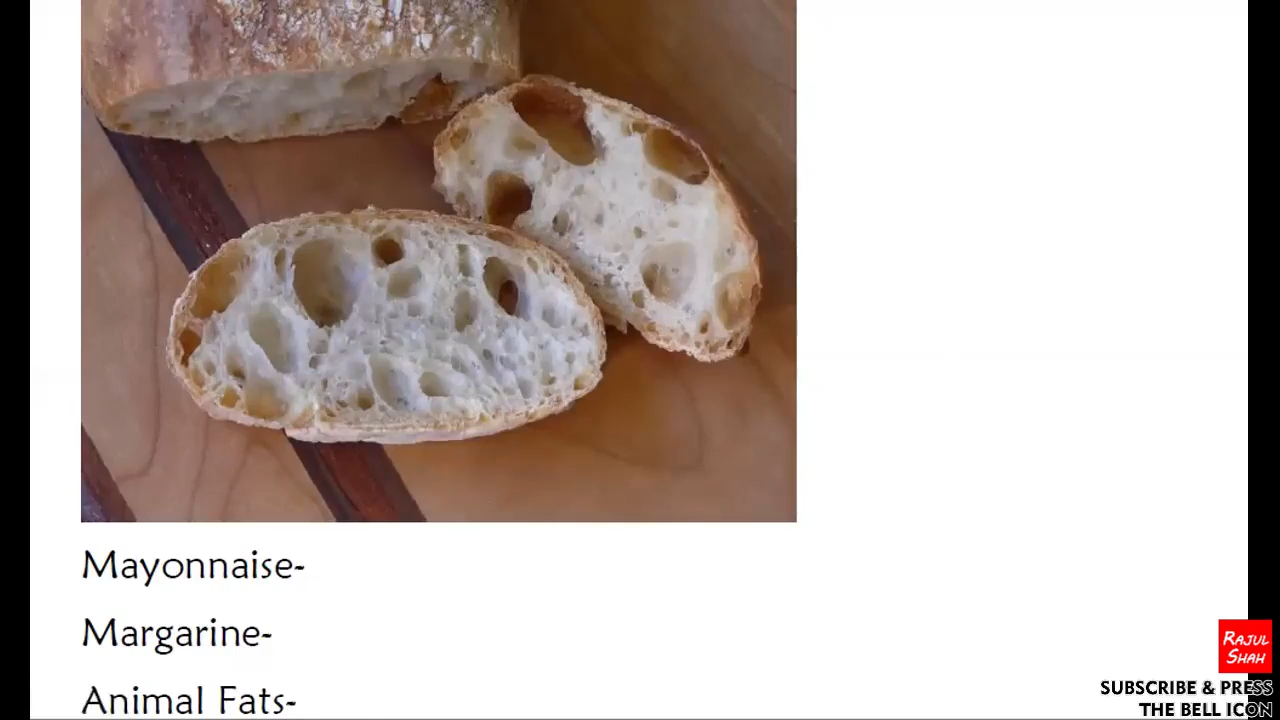 Mayonnaise-
Margarine-
Animal Fats-
RAJUL
SHAH
SUBSCRIBE & PRESS
THE BELL ICON